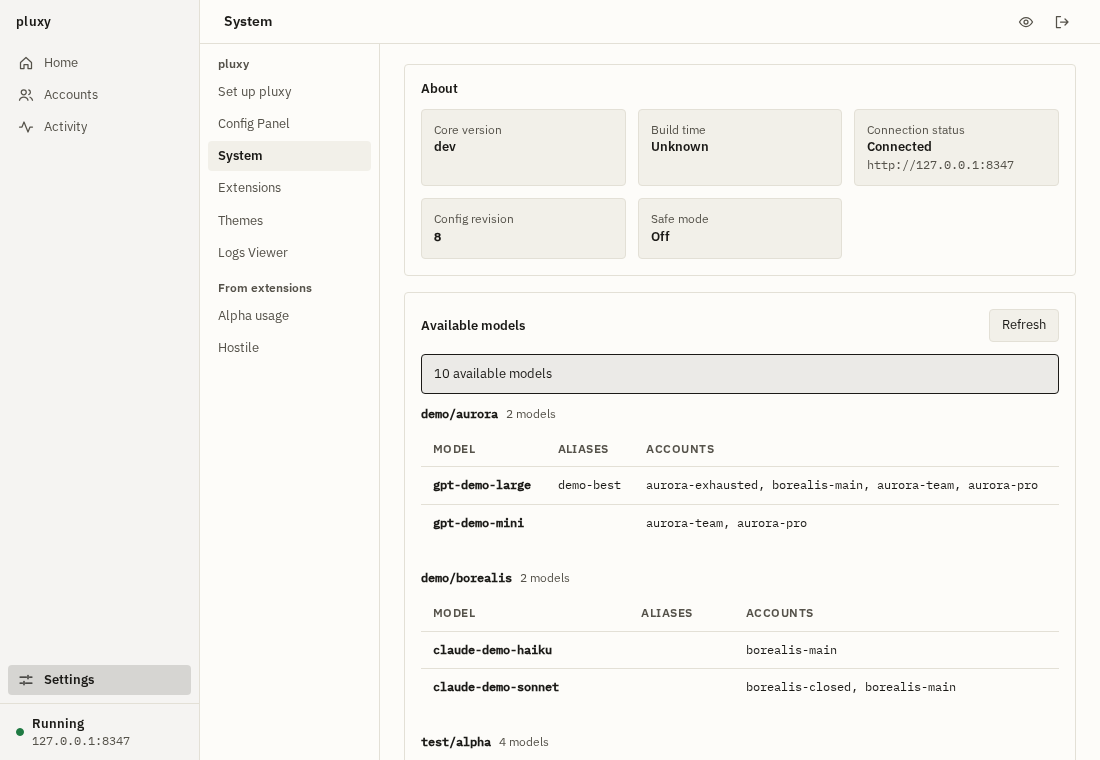 pluxy
Home
Accounts
Activity
Settings
Running
127.0.0.1:8347
System
pluxy
Set up pluxy
Config Panel
System
Extensions
Themes
Logs Viewer
From extensions
Alpha usage
Hostile
About
Core version
dev
Build time
Unknown
Connection status
Connected
http://127.0.0.1:8347
Config revision
8
Safe mode
Off
Available models
Refresh
10 available models
demo/aurora 2 models
MODEL ALIASES ACCOUNTS
gpt-demo-large demo-best aurora-exhausted, borealis-main, aurora-team, aurora-pro
gpt-demo-mini aurora-team, aurora-pro
demo/borealis 2 models
MODEL ALIASES ACCOUNTS
claude-demo-haiku borealis-main
claude-demo-sonnet borealis-closed, borealis-main
test/alpha 4 models